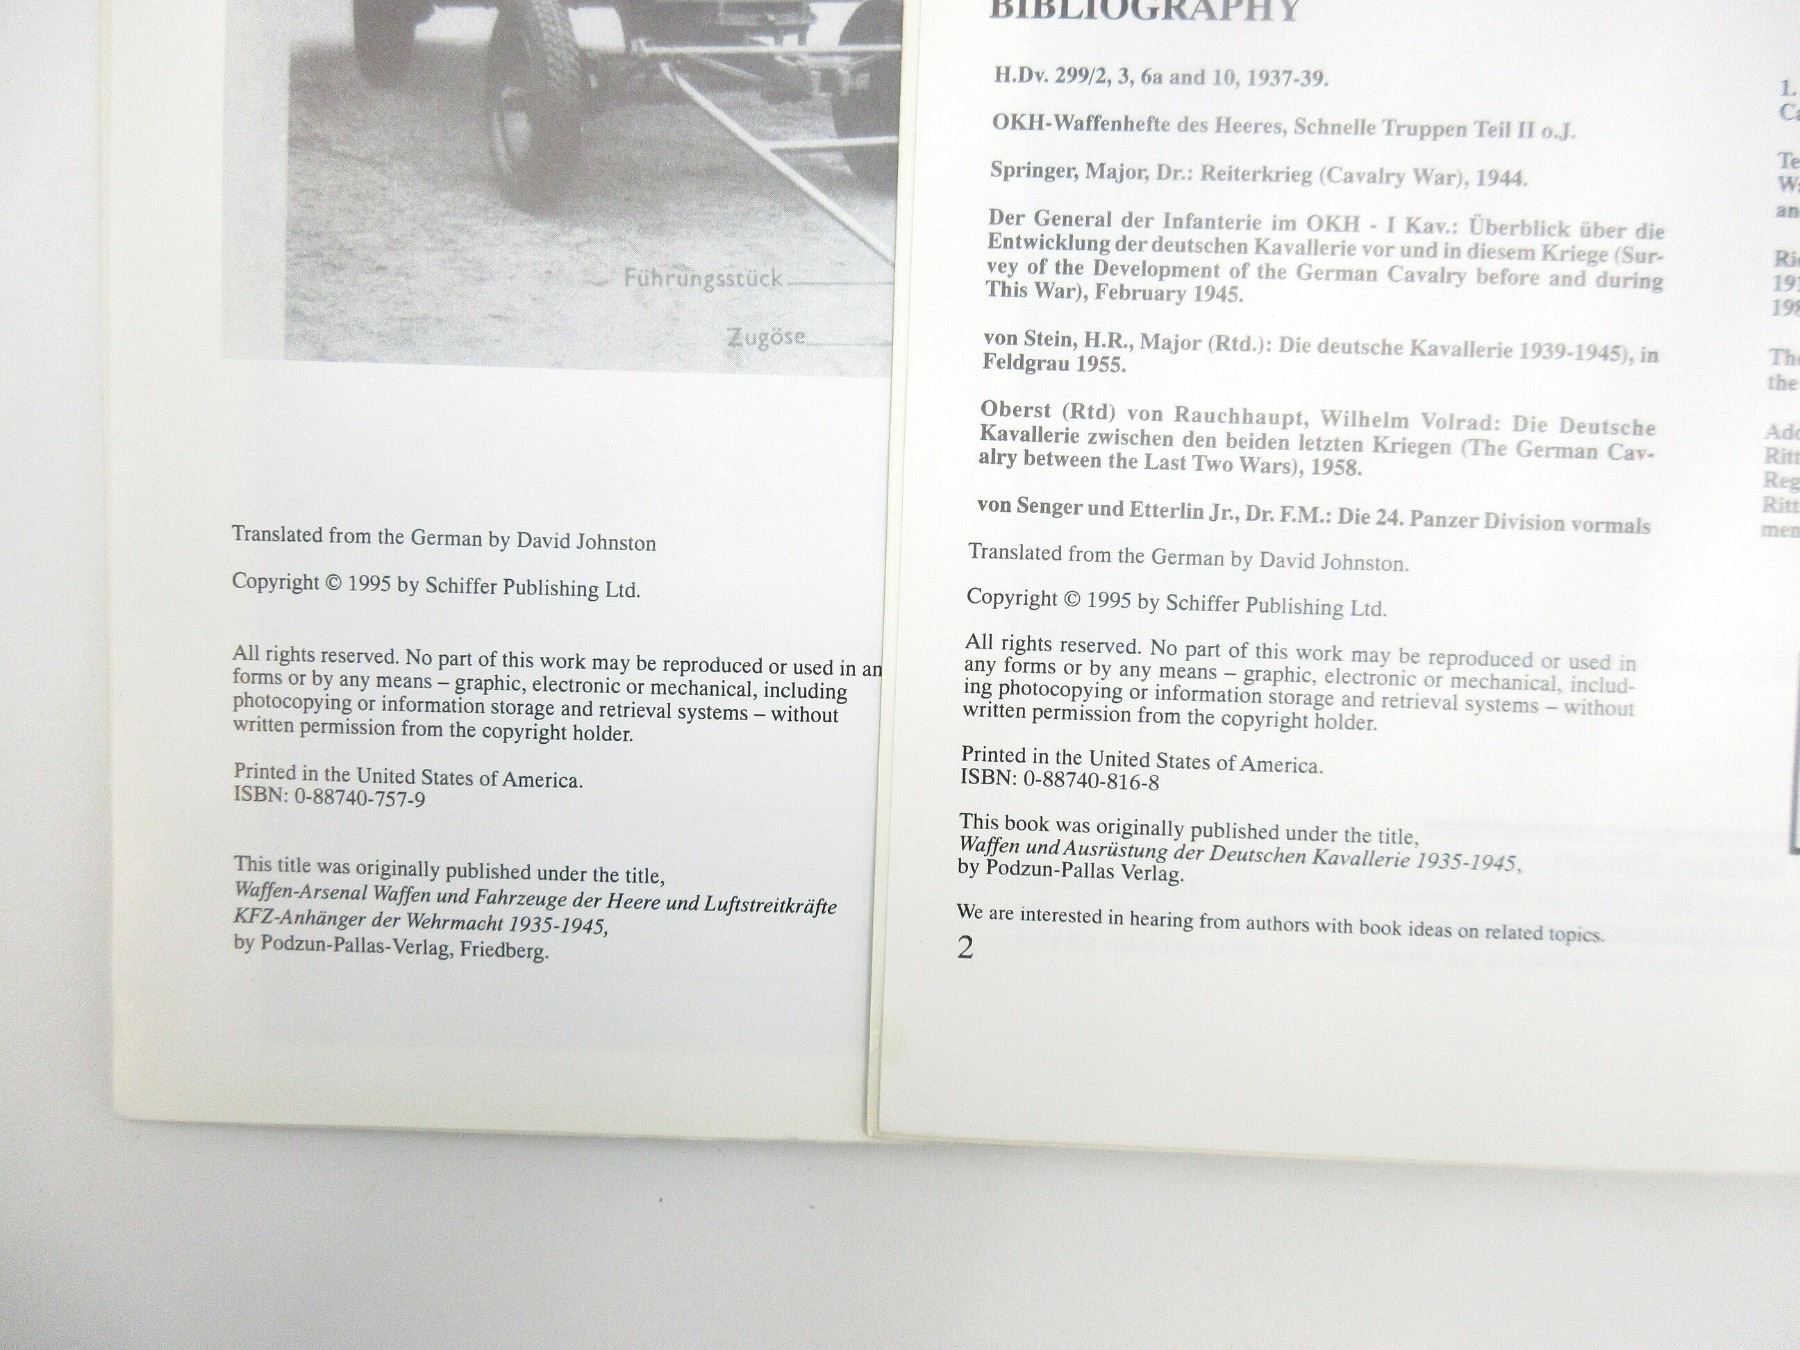 Führungsstück
Zugöse
Translated from the German by David Johnston
Copyright © 1995 by Schiffer Publishing Ltd.
All rights reserved. No part of this work may be reproduced or used in an
forms or by any means – graphic, electronic or mechanical, including
photocopying or information storage and retrieval systems – without
written permission from the copyright holder.
Printed in the United States of America.
ISBN: 0-88740-757-9
This title was originally published under the title,
Waffen-Arsenal Waffen und Fahrzeuge der Heere und Luftstreitkräfte
KFZ-Anhänger der Wehrmacht 1935-1945,
by Podzun-Pallas-Verlag, Friedberg.
BIBLIOGRAPHY
H.Dv. 299/2, 3, 6a and 10, 1937-39.
OKH-Waffenhefte des Heeres, Schnelle Truppen Teil II o.J.
Springer, Major, Dr.: Reiterkrieg (Cavalry War), 1944.
Der General der Infanterie im OKH - I Kav.: Überblick über die
Entwicklung der deutschen Kavallerie vor und in diesem Kriege (Sur-
vey of the Development of the German Cavalry before and during
This War), February 1945.
von Stein, H.R., Major (Rtd.): Die deutsche Kavallerie 1939-1945), in
Feldgrau 1955.
Oberst (Rtd) von Rauchhaupt, Wilhelm Volrad: Die Deutsche
Kavallerie zwischen den beiden letzten Kriegen (The German Cav-
alry between the Last Two Wars), 1958.
von Senger und Etterlin Jr., Dr. F.M.: Die 24. Panzer Division vormals
Translated from the German by David Johnston.
Copyright © 1995 by Schiffer Publishing Ltd.
All rights reserved. No part of this work may be reproduced or used in
any forms or by any means – graphic, electronic or mechanical, includ-
ing photocopying or information storage and retrieval systems – without
written permission from the copyright holder.
Printed in the United States of America.
ISBN: 0-88740-816-8
This book was originally published under the title,
Waffen und Ausrüstung der Deutschen Kavallerie 1935-1945,
by Podzun-Pallas Verlag.
We are interested in hearing from authors with book ideas on related topics.
2
1.
the